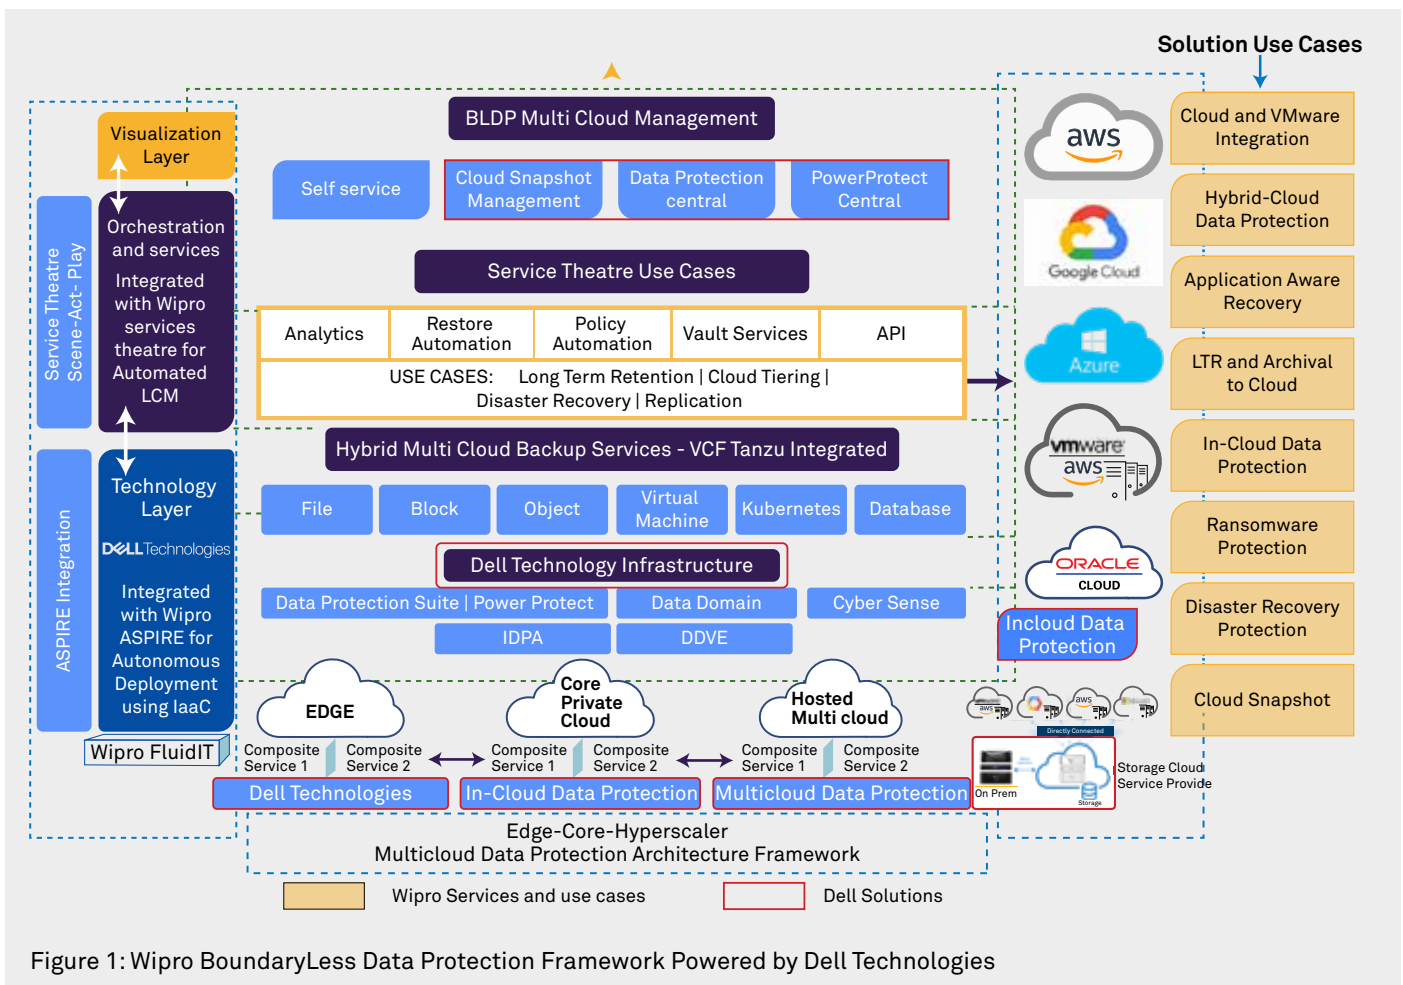 Solution Use Cases
BLDP Multi Cloud Management
Visualization
Layer
Self service
Cloud Snapshot
Management
Data Protection
central
PowerProtect
Central
Service Theatre
Scene-Act- Play
Orchestration
and services
Integrated
with Wipro
services
theatre for
Automated
LCM
Service Theatre Use Cases
Analytics
Restore
Automation
Policy
Automation
Vault Services
API
USE CASES: Long Term Retention | Cloud Tiering |
Disaster Recovery | Replication
Hybrid Multi Cloud Backup Services - VCF Tanzu Integrated
ASPIRE Integration
Technology
Layer
DELL Technologies
Integrated
with Wipro
ASPIRE for
Autonomous
Deployment
using IaaC
Wipro FluidIT
File
Block
Object
Virtual
Machine
Kubernetes
Database
Dell Technology Infrastructure
Data Protection Suite | Power Protect
Data Domain
Cyber Sense
IDPA
DDVE
EDGE
Core
Private
Cloud
Hosted
Multi cloud
Composite
Service 1
Composite
Service 2
Composite
Service 1
Composite
Service 2
Composite
Service 1
Composite
Service 2
Dell Technologies
In-Cloud Data Protection
Multicloud Data Protection
aws
Google Cloud
Azure
vmware
aws
ORACLE
CLOUD
Incloud Data
Protection
aws
aws
Directly Connected
On Prem
Storage
Storage Cloud
Service Provide
Cloud and VMware
Integration
Hybrid-Cloud
Data Protection
Application Aware
Recovery
LTR and Archival
to Cloud
In-Cloud Data
Protection
Ransomware
Protection
Disaster Recovery
Protection
Cloud Snapshot
Edge-Core-Hyperscaler
Multicloud Data Protection Architecture Framework
Wipro Services and use cases
Dell Solutions
Figure 1: Wipro BoundaryLess Data Protection Framework Powered by Dell Technologies